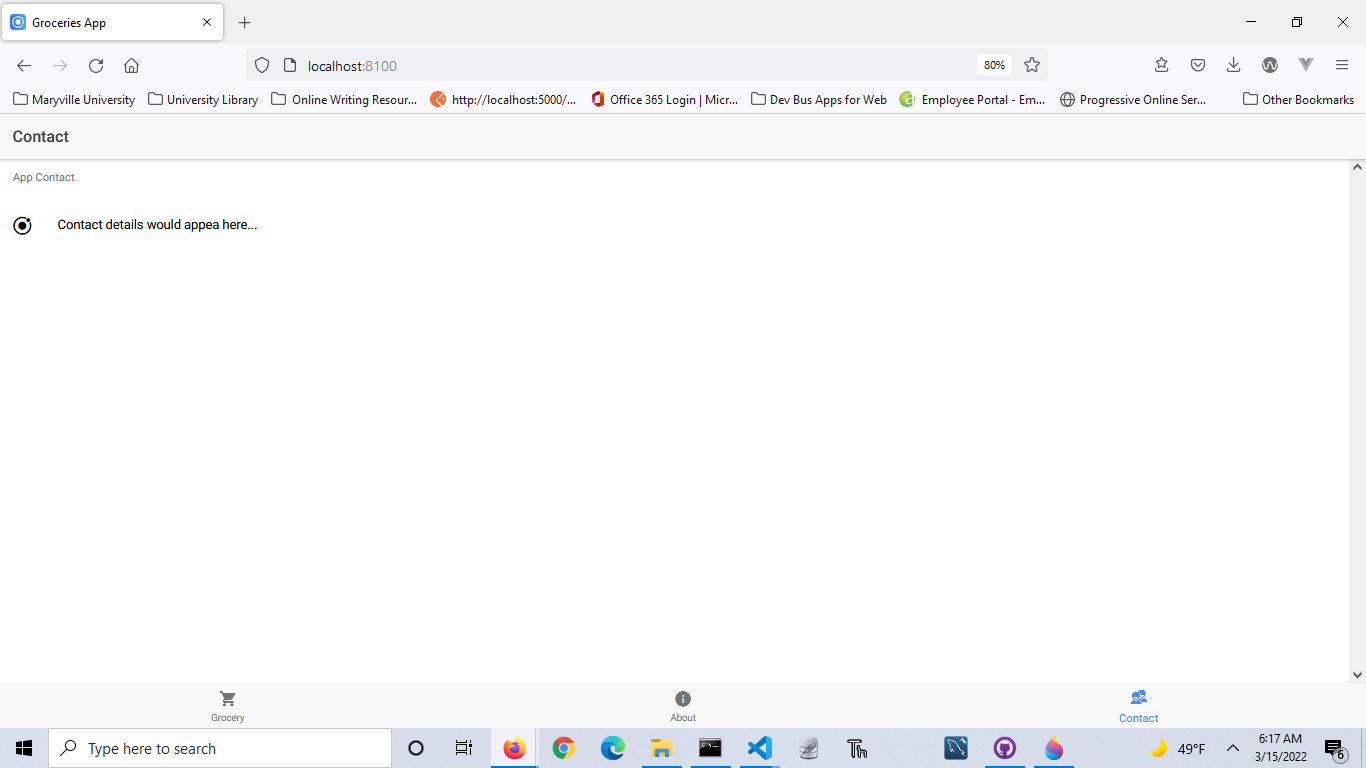 Groceries App
localhost:8100
80%
Maryville University
University Library
Online Writing Resour...
http://localhost:5000/...
Office 365 Login | Micr...
Dev Bus Apps for Web
Employee Portal - Em...
Progressive Online Ser...
Other Bookmarks
Contact
App Contact
Contact details would appea here...
Grocery
About
Contact
Type here to search
49°F
6:17 AM
3/15/2022
6